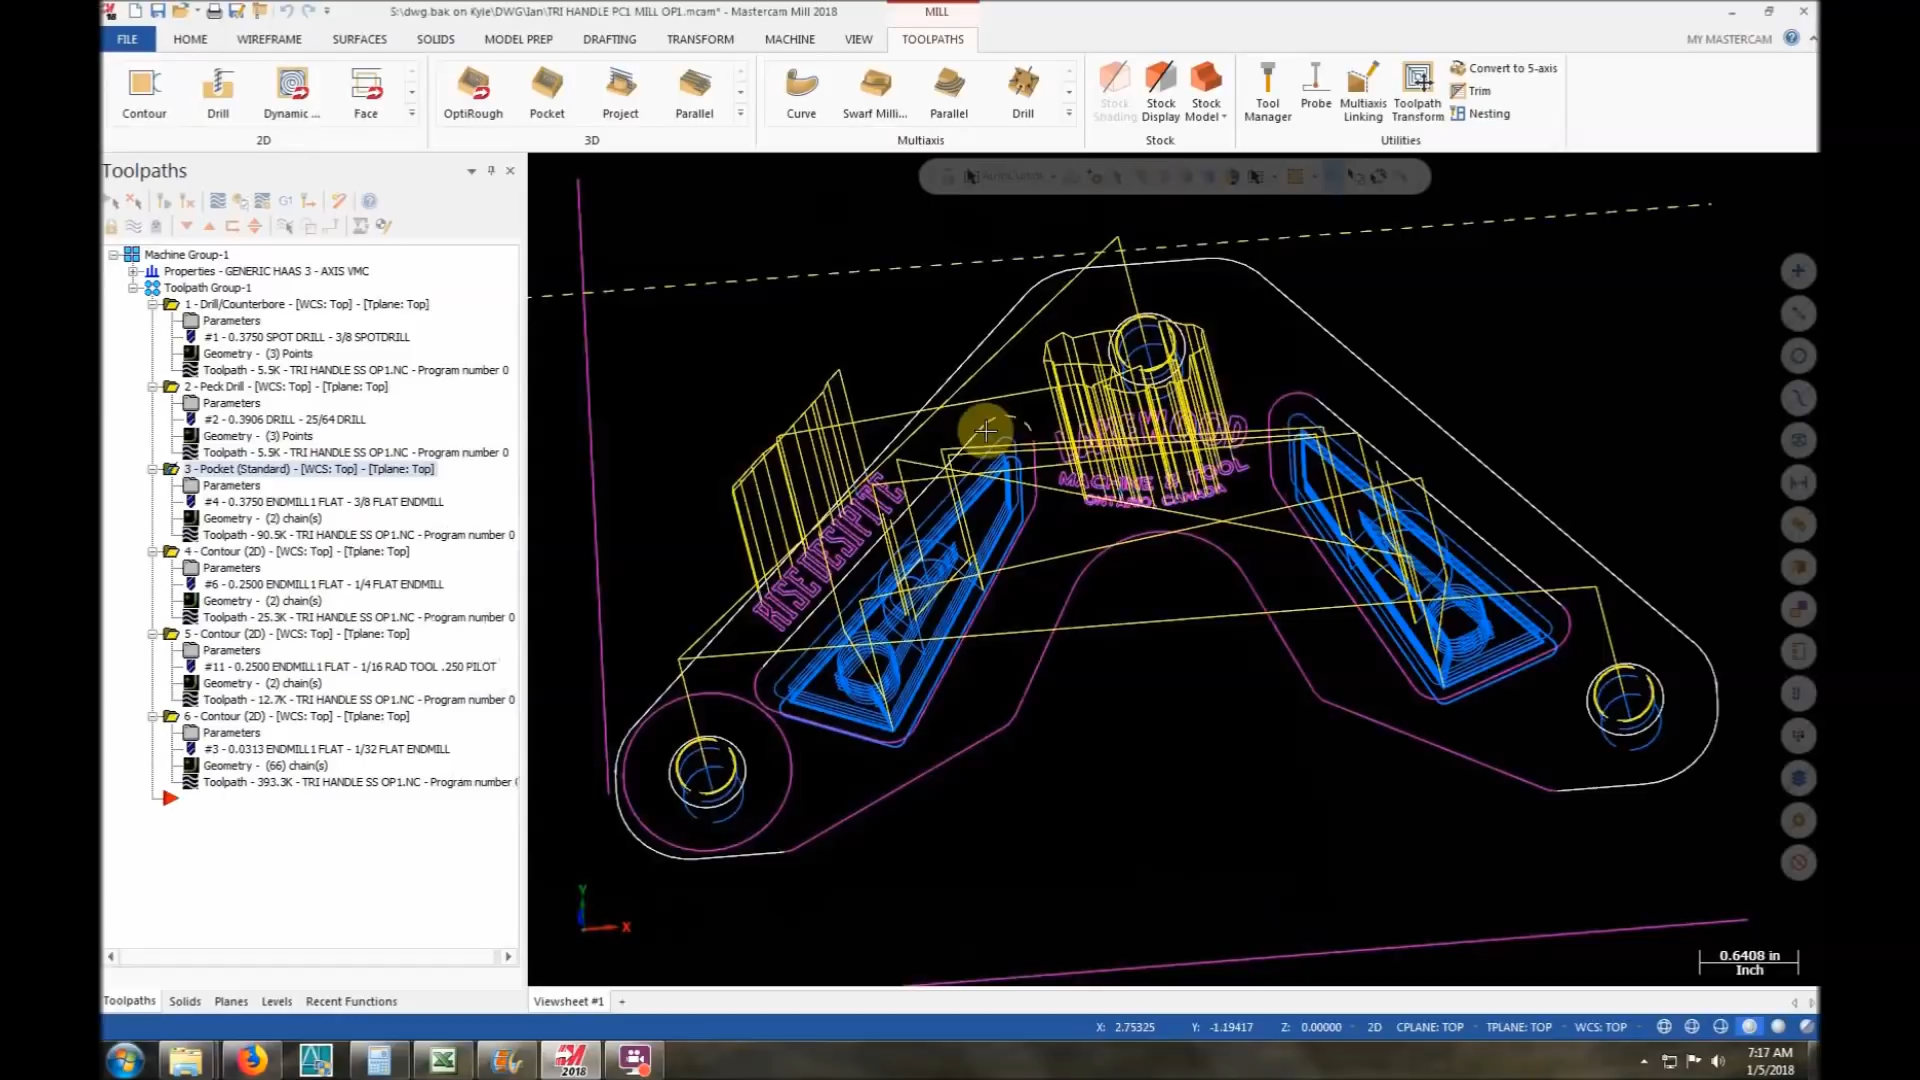 S:\dwg.bak on Kyle\DWG\Ian\TRI HANDLE PC1 MILL OP1.mcam* - Mastercam Mill 2018
MILL
FILE
HOME
WIREFRAME
SURFACES
SOLIDS
MODEL PREP
DRAFTING
TRANSFORM
MACHINE
VIEW
TOOLPATHS
MY MASTERCAM
Contour
Drill
Dynamic ...
Face
OptiRough
Pocket
Project
Parallel
Curve
Swarf Milli...
Parallel
Drill
Stock Shading
Stock Display
Stock Model
Tool Manager
Probe
Multiaxis Linking
Toolpath Transform
Convert to 5-axis
Trim
Nesting
2D
3D
Multiaxis
Stock
Utilities
Toolpaths
G1
Machine Group-1
Properties - GENERIC HAAS 3 - AXIS VMC
Toolpath Group-1
1 - Drill/Counterbore - [WCS: Top] - [Tplane: Top]
Parameters
#1 - 0.3750 SPOT DRILL - 3/8 SPOTDRILL
Geometry - (3) Points
Toolpath - 5.5K - TRI HANDLE SS OP1.NC - Program number 0
2 - Peck Drill - [WCS: Top] - [Tplane: Top]
Parameters
#2 - 0.3906 DRILL - 25/64 DRILL
Geometry - (3) Points
Toolpath - 5.5K - TRI HANDLE SS OP1.NC - Program number 0
3 - Pocket (Standard) - [WCS: Top] - [Tplane: Top]
Parameters
#4 - 0.3750 ENDMILL1 FLAT - 3/8 FLAT ENDMILL
Geometry - (2) chain(s)
Toolpath - 90.5K - TRI HANDLE SS OP1.NC - Program number 0
4 - Contour (2D) - [WCS: Top] - [Tplane: Top]
Parameters
#6 - 0.2500 ENDMILL1 FLAT - 1/4 FLAT ENDMILL
Geometry - (2) chain(s)
Toolpath - 25.3K - TRI HANDLE SS OP1.NC - Program number 0
5 - Contour (2D) - [WCS: Top] - [Tplane: Top]
Parameters
#11 - 0.2500 ENDMILL1 FLAT - 1/16 RAD TOOL .250 PILOT
Geometry - (2) chain(s)
Toolpath - 12.7K - TRI HANDLE SS OP1.NC - Program number 0
6 - Contour (2D) - [WCS: Top] - [Tplane: Top]
Parameters
#3 - 0.0313 ENDMILL1 FLAT - 1/32 FLAT ENDMILL
Geometry - (66) chain(s)
Toolpath - 393.3K - TRI HANDLE SS OP1.NC - Program number
MACHINE & TOOL
ONTARIO CANADA
Y
X
0.6408 in
Inch
Toolpaths
Solids
Planes
Levels
Recent Functions
Viewsheet #1
+
X: 2.75325
Y: -1.19417
Z: 0.00000
2D
CPLANE: TOP
TPLANE: TOP
WCS: TOP
2018
7:17 AM
1/5/2018